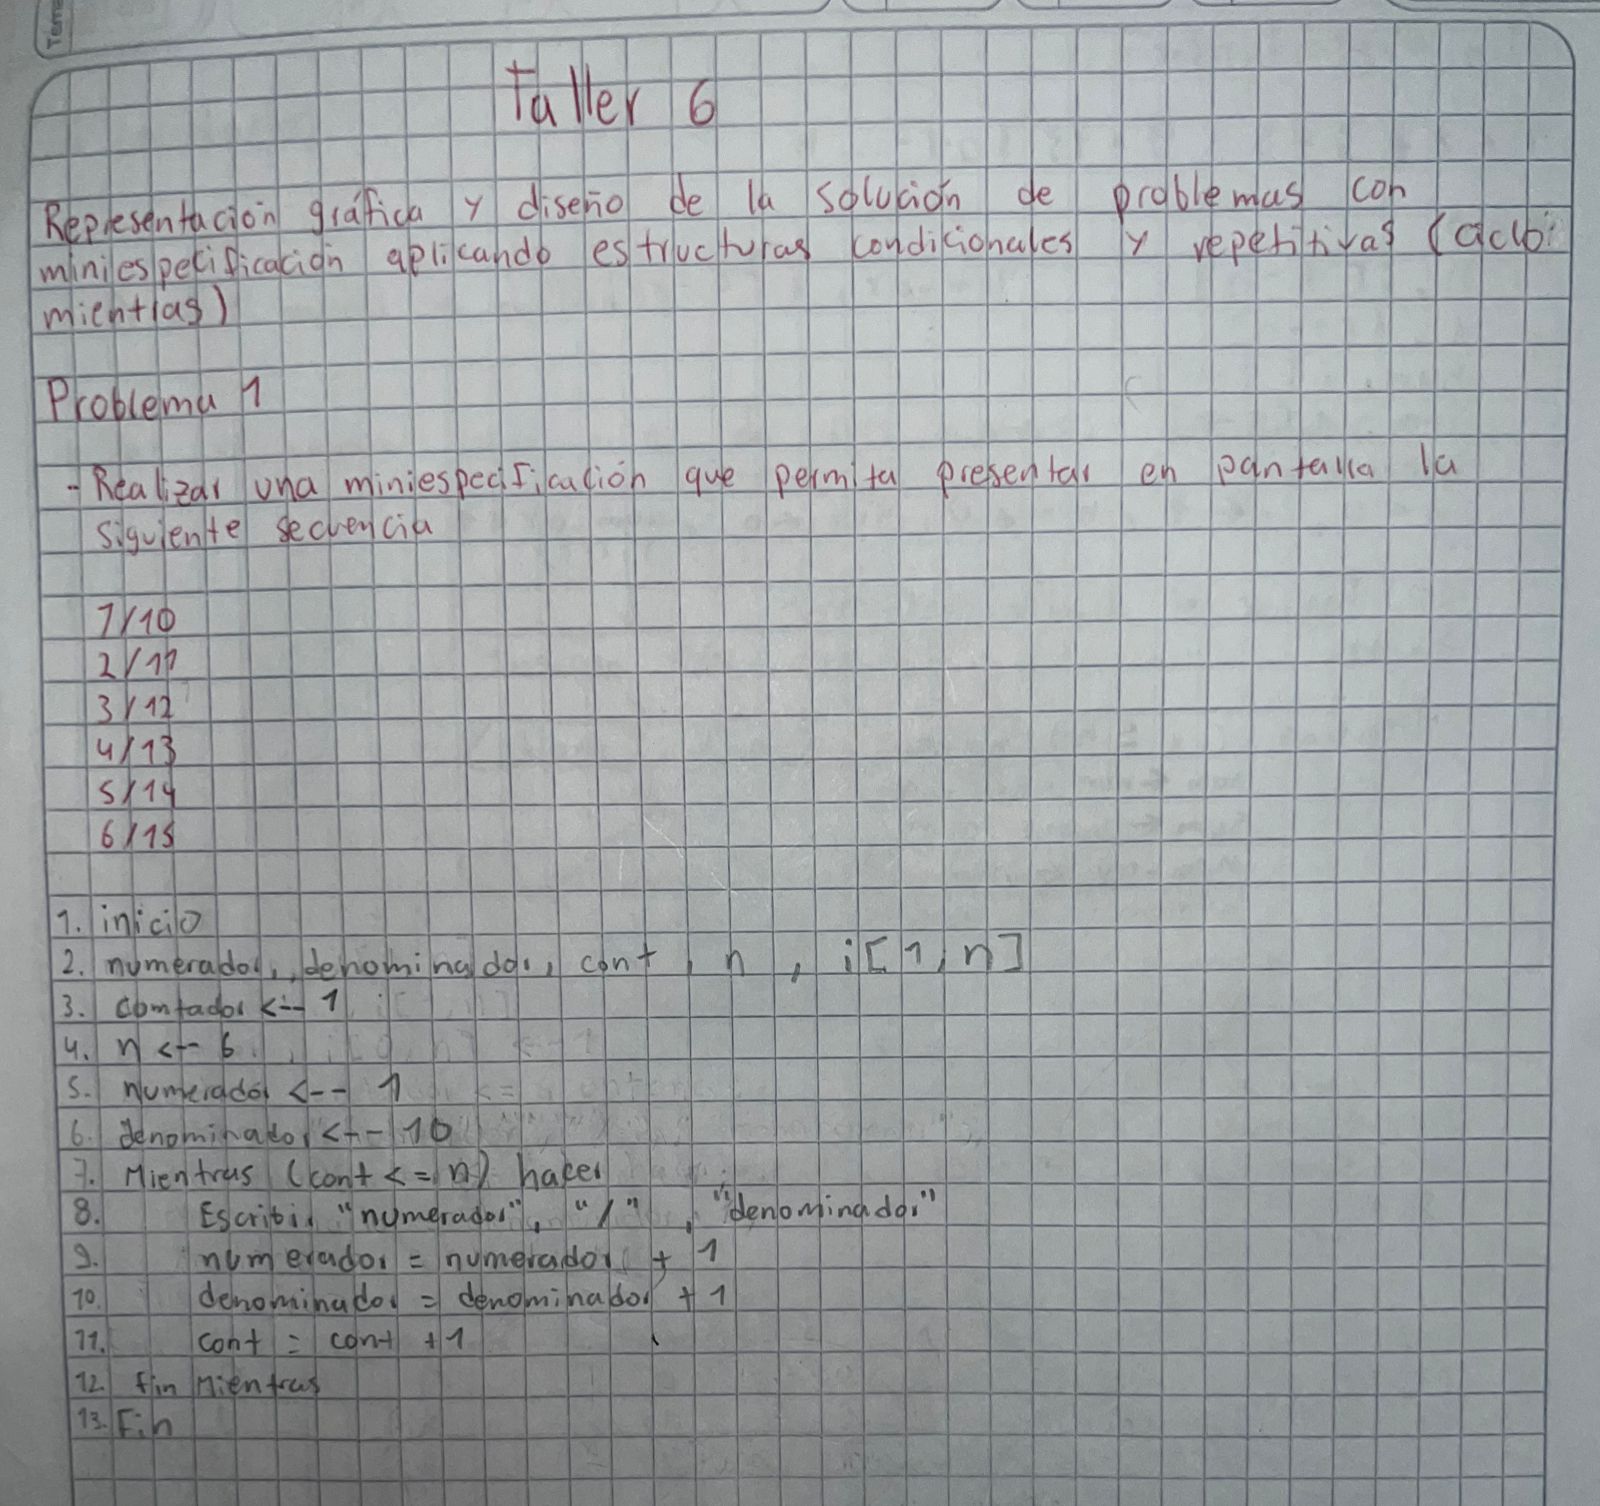 Taller 6
Representación gráfica y diseño de la solución de problemas con
miniespecificación aplicando estructuras condicionales y repetitivas (ciclo
mientras)
Problema 1
- Realizar una miniespecificación que permita presentar en pantalla la
siguiente secuencia
1/10
2/11
3/12
4/13
5/14
6/15
1. inicio
2. numerador, denominador, cont, n, i[1, n]
3. comtador <-- 1
4. n <-- 6
5. numerador <-- 1
6. denominador <-- 10
7. Mientras (cont <= n) hacer
8. Escribir "numerador", "/", "denominador"
9. numerador = numerador + 1
10. denominador = denominador + 1
11. cont = cont + 1
12. fin Mientras
13. Fin